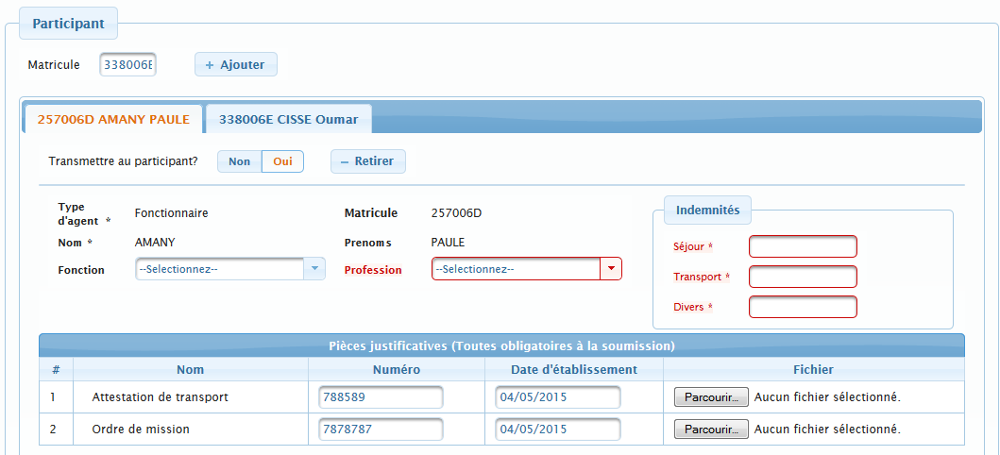 Participant
Matricule 338006E + Ajouter
257006D AMANY PAULE 338006E CISSE Oumar
Transmettre au participant? Non Oui − Retirer
Type d'agent * Fonctionnaire Matricule 257006D Indemnités
Nom * AMANY Prenoms PAULE Séjour *
Fonction --Selectionnez-- Profession --Selectionnez-- Transport *
Divers *
Pièces justificatives (Toutes obligatoires à la soumission)
# Nom Numéro Date d'établissement Fichier
1 Attestation de transport 788589 04/05/2015 Parcourir... Aucun fichier sélectionné.
2 Ordre de mission 7878787 04/05/2015 Parcourir... Aucun fichier sélectionné.